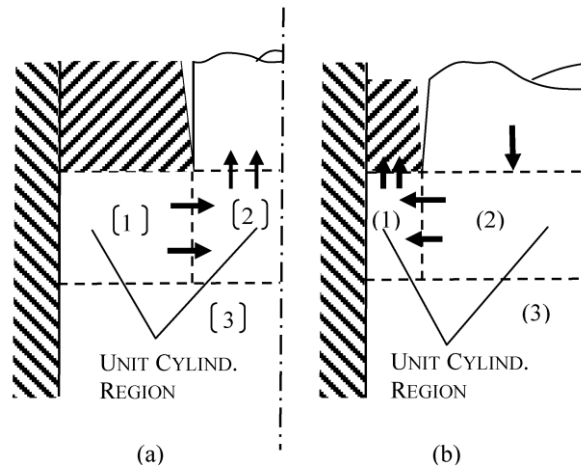 [1]
[2]
[3]
UNIT CYLIND.
REGION
(a)
(1)
(2)
(3)
UNIT CYLIND.
REGION
(b)